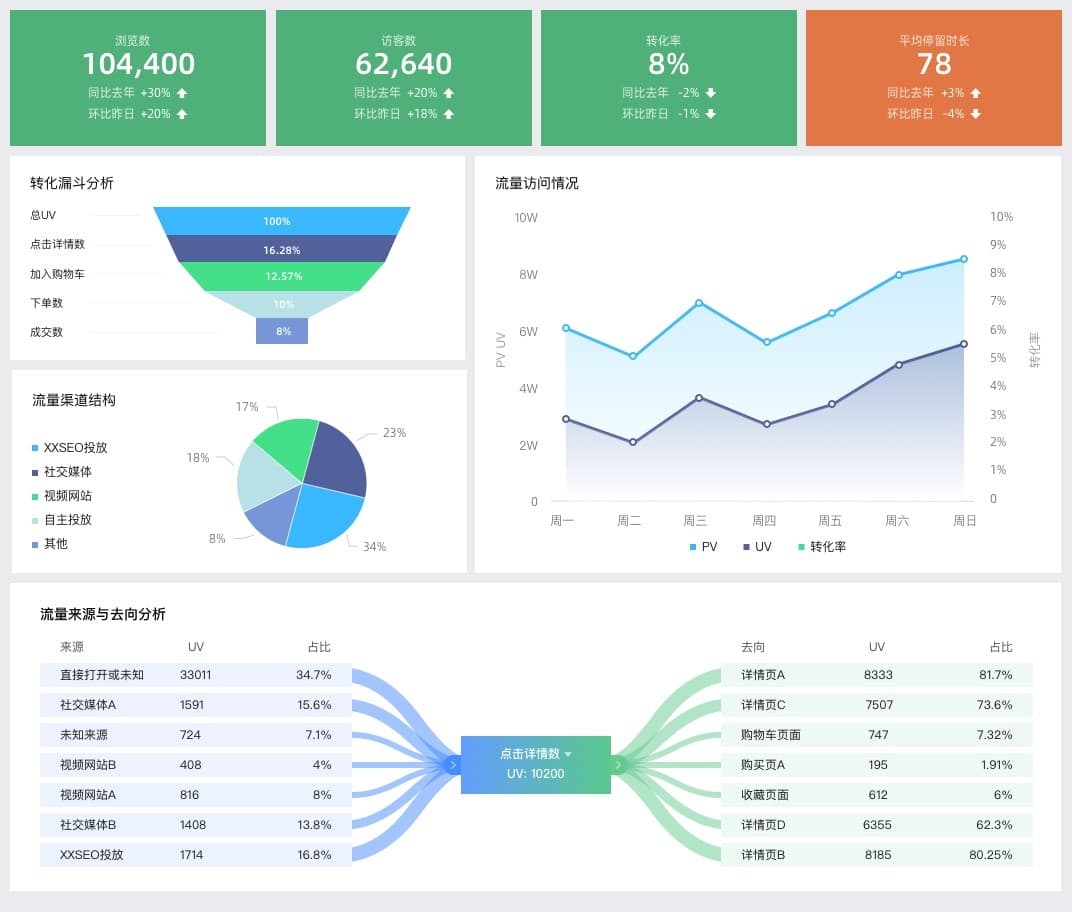 浏览数
104,400
同比去年 +30%
环比昨日 +20%
访客数
62,640
同比去年 +20%
环比昨日 +18%
转化率
8%
同比去年 -2%
环比昨日 -1%
平均停留时长
78
同比去年 +3%
环比昨日 -4%
转化漏斗分析
总UV 100%
点击详情数 16.28%
加入购物车 12.57%
下单数 10%
成交数 8%
流量渠道结构
XXSEO投放
社交媒体
视频网站
自主投放
其他
17%
23%
18%
8%
34%
流量访问情况
10W
8W
6W
4W
2W
0
PV UV
10%
9%
8%
7%
6%
5%
4%
3%
2%
1%
0
转化率
周一 周二 周三 周四 周五 周六 周日
PV UV 转化率
流量来源与去向分析
来源 UV 占比
直接打开或未知 33011 34.7%
社交媒体A 1591 15.6%
未知来源 724 7.1%
视频网站B 408 4%
视频网站A 816 8%
社交媒体B 1408 13.8%
XXSEO投放 1714 16.8%
点击详情数
UV: 10200
去向 UV 占比
详情页A 8333 81.7%
详情页C 7507 73.6%
购物车页面 747 7.32%
购买页A 195 1.91%
收藏页面 612 6%
详情页D 6355 62.3%
详情页B 8185 80.25%